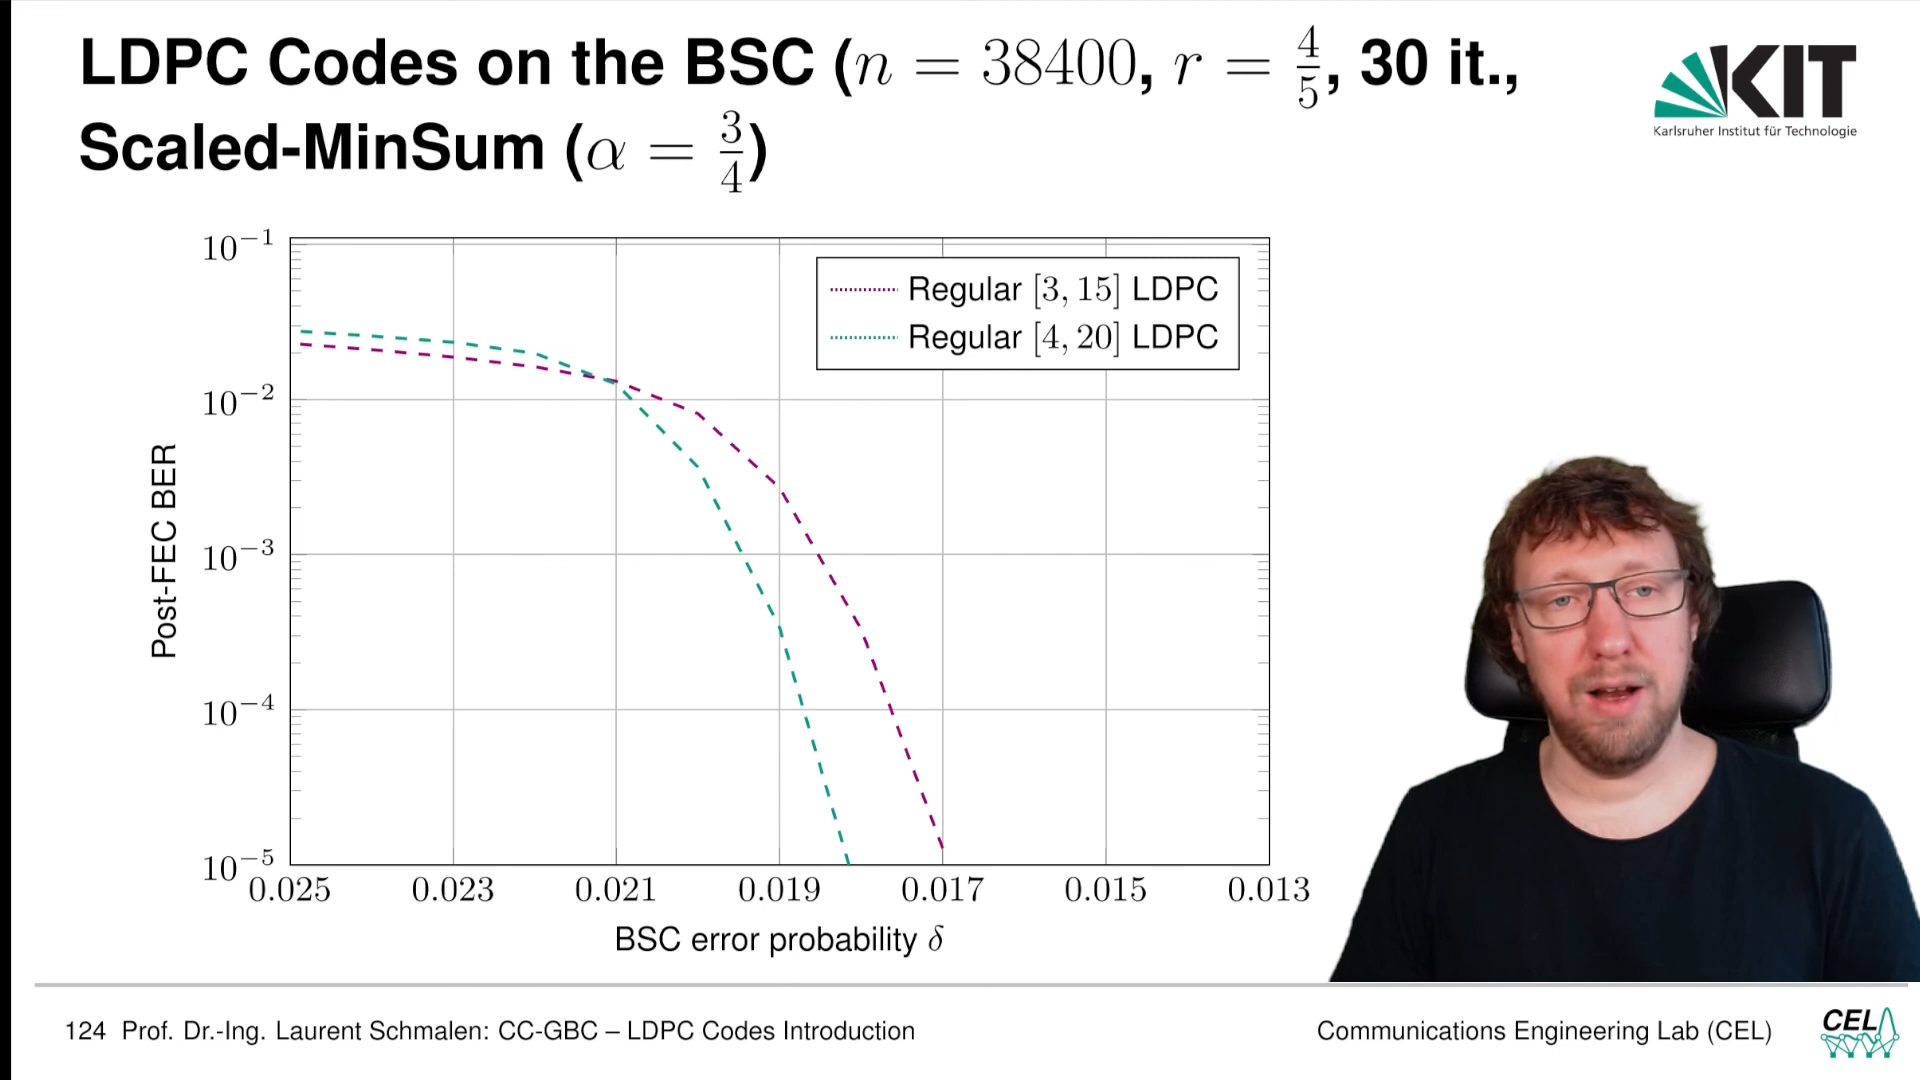 LDPC Codes on the BSC (n = 38400, r = 4/5, 30 it.,
Scaled-MinSum (α = 3/4)
KIT
Karlsruher Institut für Technologie
Regular [3, 15] LDPC
Regular [4, 20] LDPC
10^{-1}
10^{-2}
10^{-3}
10^{-4}
10^{-5}
Post-FEC BER
0.025 0.023 0.021 0.019 0.017 0.015 0.013
BSC error probability δ
124 Prof. Dr.-Ing. Laurent Schmalen: CC-GBC – LDPC Codes Introduction
Communications Engineering Lab (CEL)
CEL